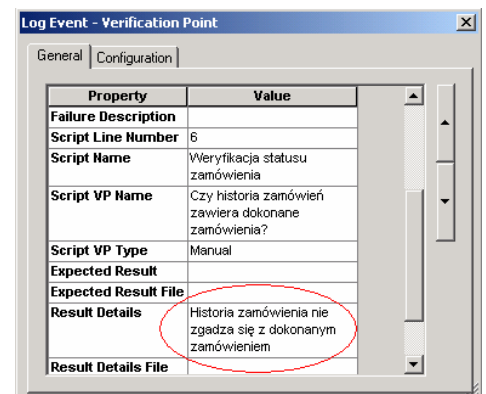 Log Event - Verification Point
General Configuration
Property Value
Failure Description
Script Line Number 6
Script Name Weryfikacja statusu
zamówienia
Script VP Name Czy historia zamówień
zawiera dokonane
zamówienia?
Script VP Type Manual
Expected Result
Expected Result File
Result Details Historia zamówienia nie
zgadza się z dokonanym
zamówieniem
Result Details File